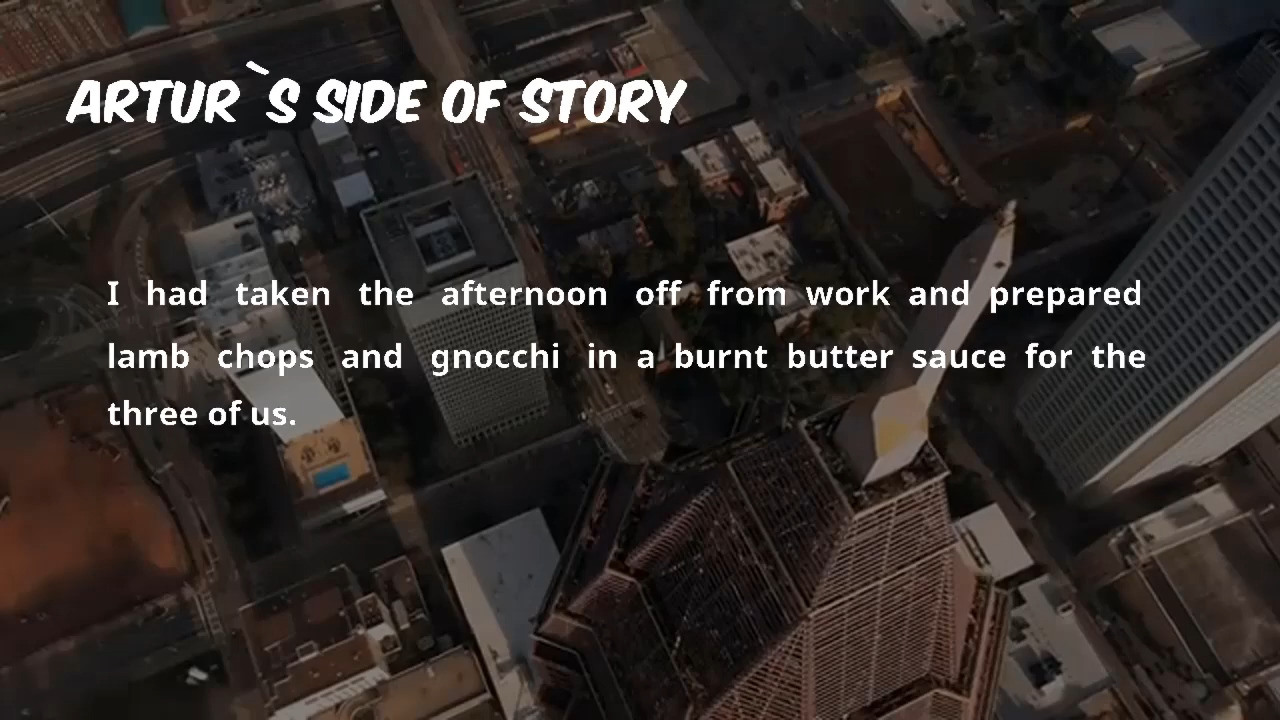 ARTUR`S SIDE OF STORY
I had taken the afternoon off from work and prepared
lamb chops and gnocchi in a burnt butter sauce for the
three of us.